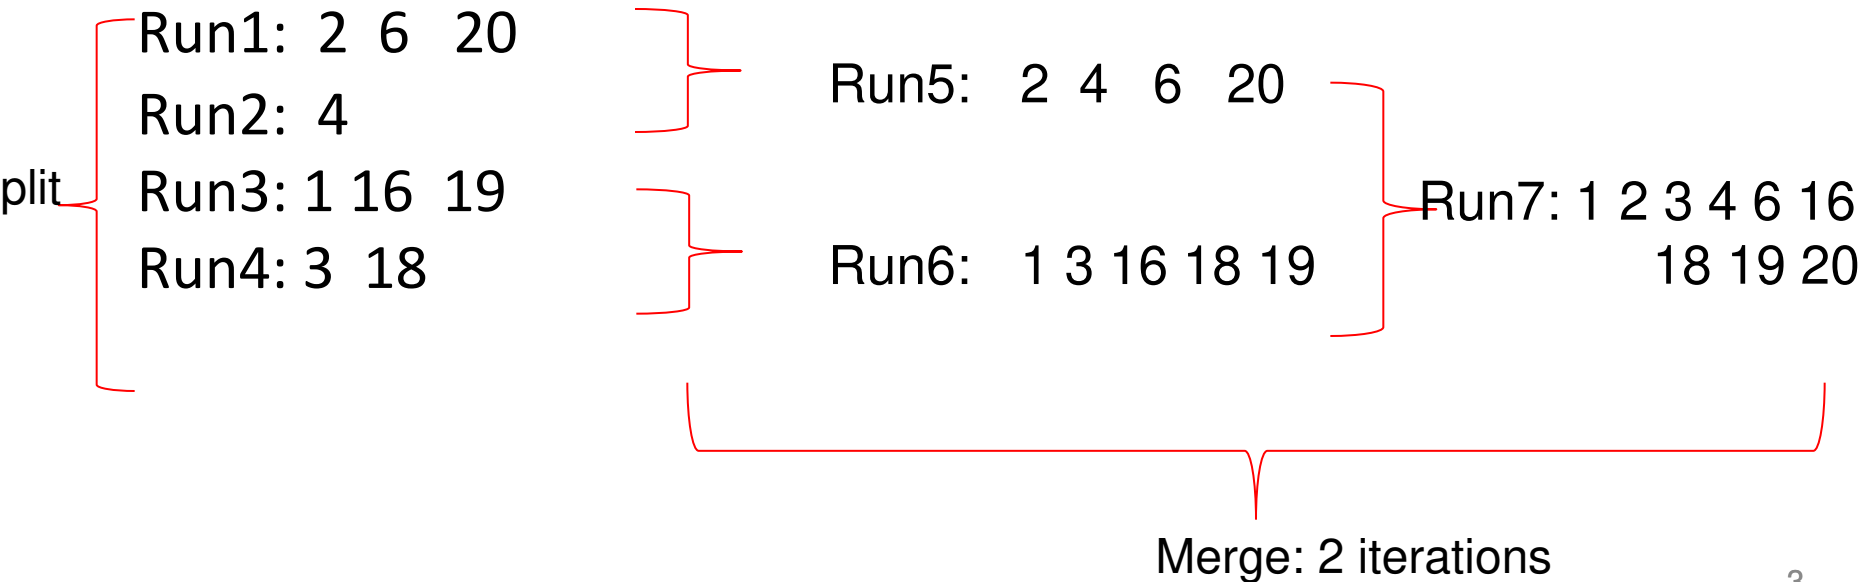 Run1: 2 6 20
Run2: 4
plit
Run3: 1 16 19
Run4: 3 18
Run5: 2 4 6 20
Run6: 1 3 16 18 19
Run7: 1 2 3 4 6 16
18 19 20
Merge: 2 iterations
3